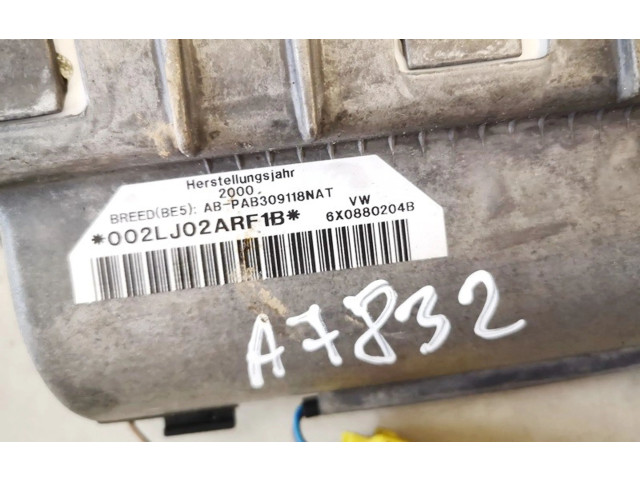 Herstellungsjahr
2000
BREED(BE5): AB-PAB309118NAT VW
*002LJ02ARF1B* 6X0880204B
A7832